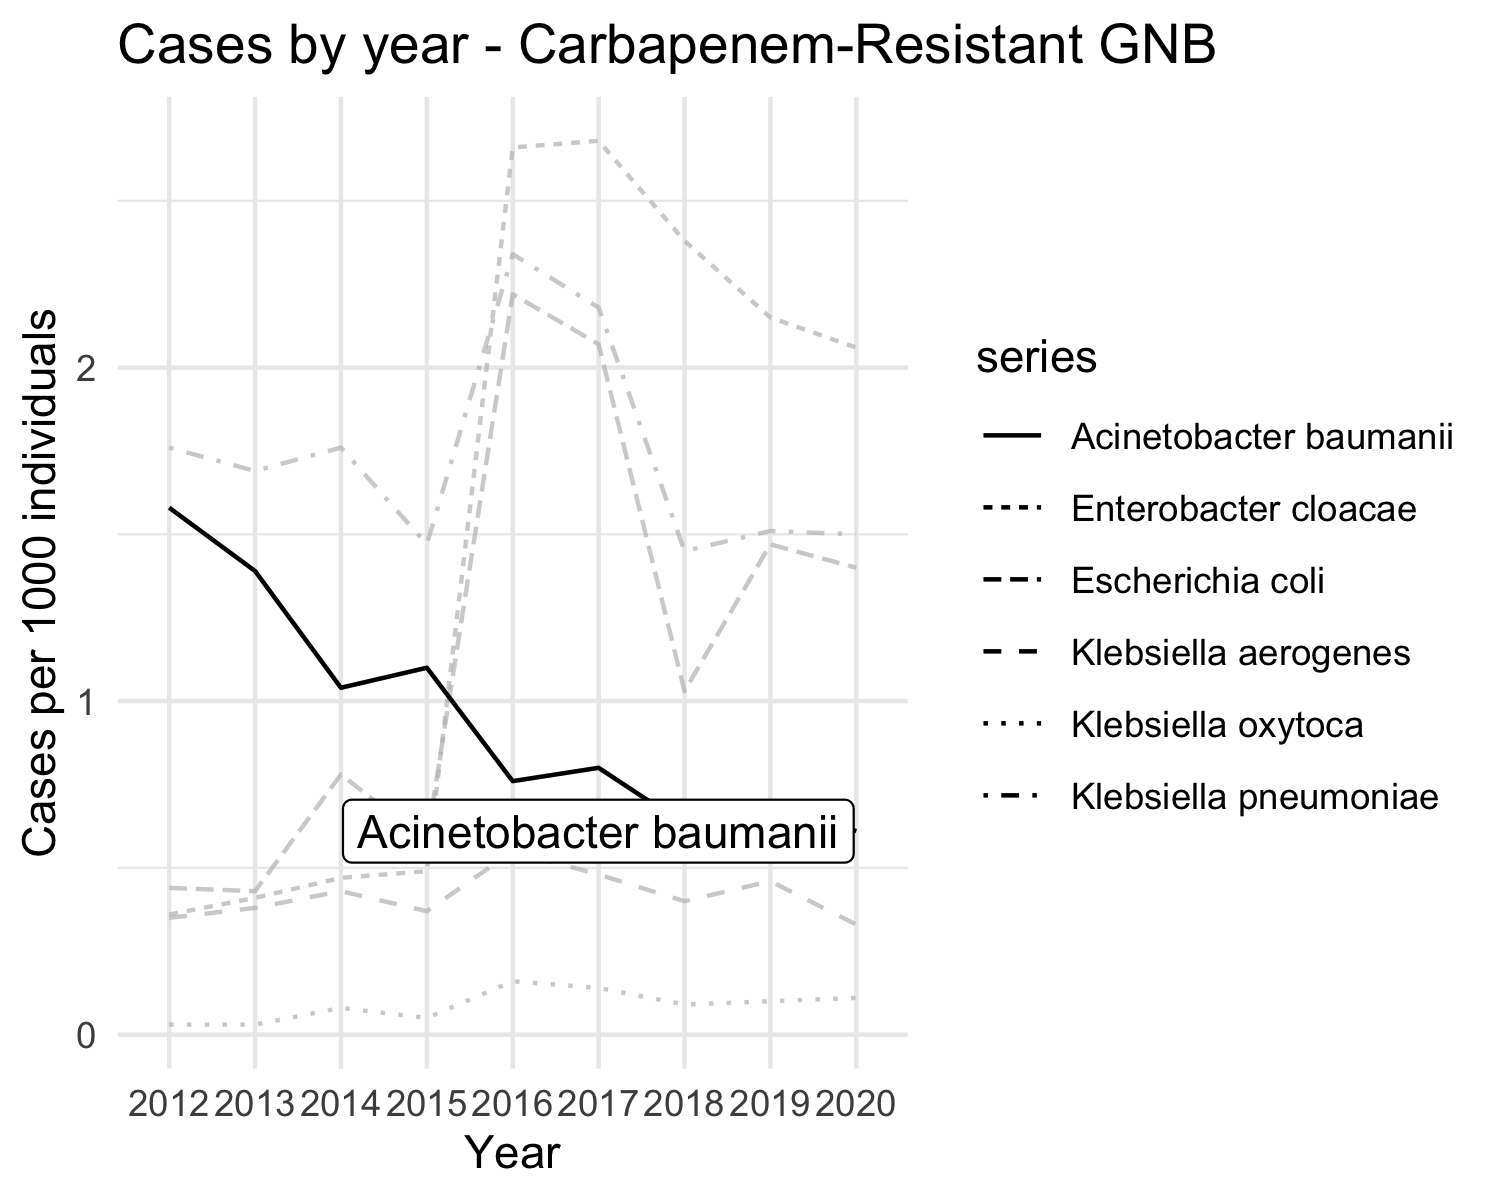 Cases by year - Carbapenem-Resistant GNB
Cases per 1000 individuals
2
1
0
Acinetobacter baumanii
2012 2013 2014 2015 2016 2017 2018 2019 2020
Year
series
Acinetobacter baumanii
Enterobacter cloacae
Escherichia coli
Klebsiella aerogenes
Klebsiella oxytoca
Klebsiella pneumoniae